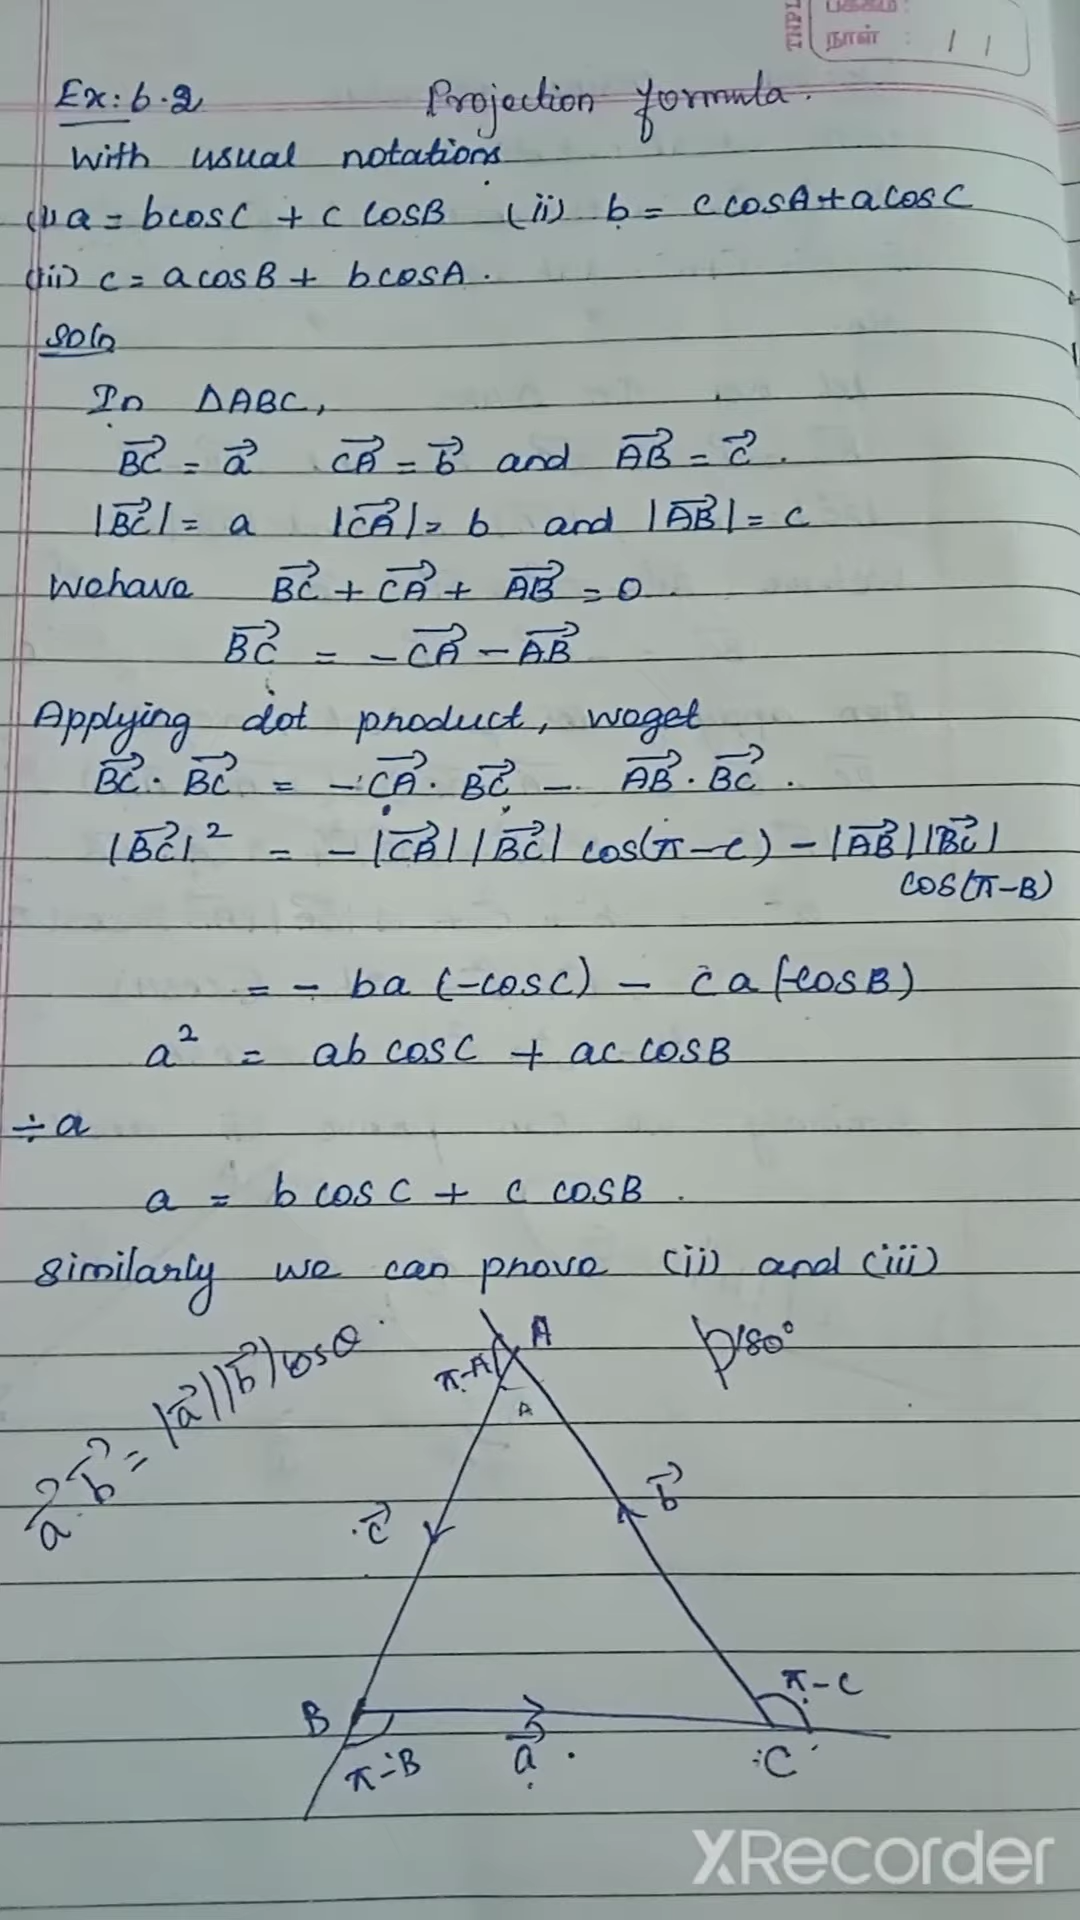 பக்கம் :
நாள் : / /
Ex: 6.2 Projection formula.
With usual notations
(i) a = b cos C + c cos B (ii) b = c cos A + a cos C
(iii) c = a cos B + b cos A.
Soln
In ΔABC,
BC⃗ = a⃗ CA⃗ = b⃗ and AB⃗ = c⃗.
|BC⃗| = a |CA⃗| = b and |AB⃗| = c
We have BC⃗ + CA⃗ + AB⃗ = 0
BC⃗ = -CA⃗ - AB⃗
Applying dot product, we get
BC⃗ . BC⃗ = -CA⃗ . BC⃗ - AB⃗ . BC⃗.
|BC⃗|² = -|CA⃗| |BC⃗| cos(π-C) - |AB⃗| |BC⃗|
cos(π-B)
= - ba (-cos C) - ca (-cos B)
a² = ab cos C + ac cos B
÷ a
a = b cos C + c cos B.
Similarly we can prove (ii) and (iii)
a⃗.b⃗ = |a⃗||b⃗| cos θ
A
180°
π-A
A
c⃗
b⃗
B
π-C
π-B
a⃗
C
XRecorder